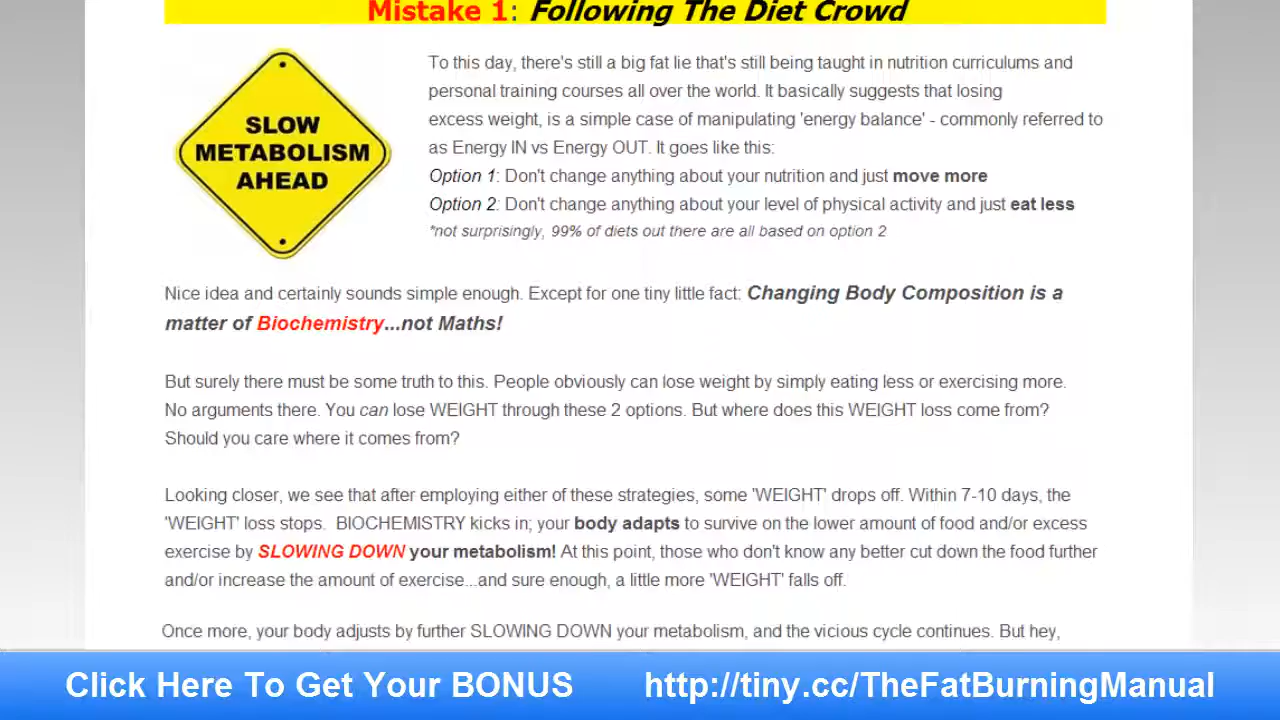 Mistake 1: Following The Diet Crowd
SLOW
METABOLISM
AHEAD
To this day, there's still a big fat lie that's still being taught in nutrition curriculums and
personal training courses all over the world. It basically suggests that losing
excess weight, is a simple case of manipulating 'energy balance' - commonly referred to
as Energy IN vs Energy OUT. It goes like this:
Option 1: Don't change anything about your nutrition and just move more
Option 2: Don't change anything about your level of physical activity and just eat less
*not surprisingly, 99% of diets out there are all based on option 2
Nice idea and certainly sounds simple enough. Except for one tiny little fact: Changing Body Composition is a
matter of Biochemistry...not Maths!
But surely there must be some truth to this. People obviously can lose weight by simply eating less or exercising more.
No arguments there. You can lose WEIGHT through these 2 options. But where does this WEIGHT loss come from?
Should you care where it comes from?
Looking closer, we see that after employing either of these strategies, some 'WEIGHT' drops off. Within 7-10 days, the
'WEIGHT' loss stops. BIOCHEMISTRY kicks in; your body adapts to survive on the lower amount of food and/or excess
exercise by SLOWING DOWN your metabolism! At this point, those who don't know any better cut down the food further
and/or increase the amount of exercise...and sure enough, a little more 'WEIGHT' falls off.
Once more, your body adjusts by further SLOWING DOWN your metabolism, and the vicious cycle continues. But hey,
Click Here To Get Your BONUS http://tiny.cc/TheFatBurningManual